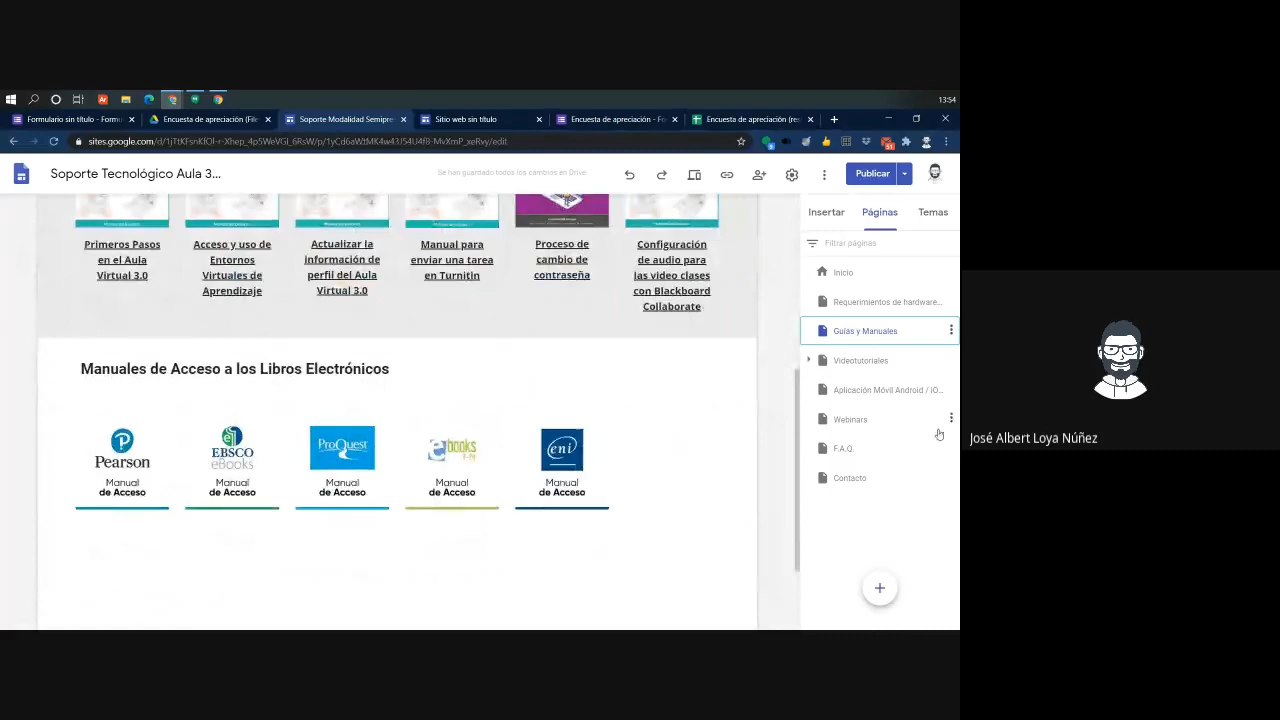 13:54
Formulario sin título - Formu
Encuesta de apreciación (File
Soporte Modalidad Semipre
Sitio web sin título
Encuesta de apreciación - Fo
Encuesta de apreciación (res
Soporte Tecnológico Aula 3...
Se han guardado todos los cambios en Drive
Publicar
Insertar
Páginas
Temas
Filtrar páginas
Inicio
Requerimientos de hardware...
Guías y Manuales
Videotutoriales
Aplicación Móvil Android / iO...
Webinars
F.A.Q.
Contacto
Primeros Pasos
en el Aula
Virtual 3.0
Acceso y uso de
Entornos
Virtuales de
Aprendizaje
Actualizar la
información de
perfil del Aula
Virtual 3.0
Manual para
enviar una tarea
en Turnitin
Proceso de
cambio de
contraseña
Configuración
de audio para
las video clases
con Blackboard
Collaborate
Manuales de Acceso a los Libros Electrónicos
Pearson
Manual
de Acceso
EBSCO
eBooks
Manual
de Acceso
ProQuest
Manual
de Acceso
ebooks
Manual
de Acceso
eni
Manual
de Acceso
José Albert Loya Núñez